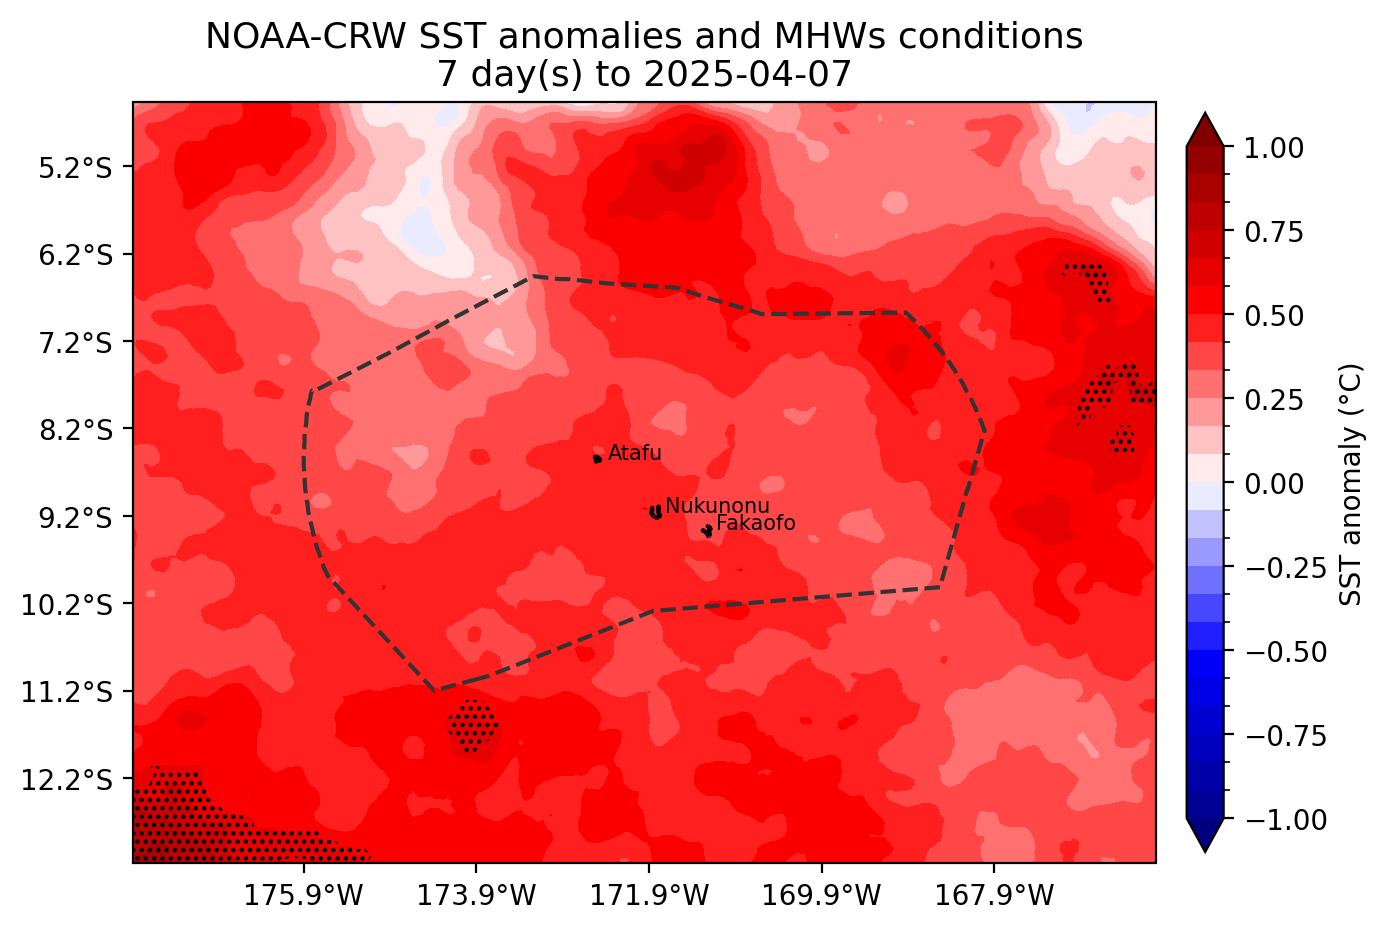 NOAA-CRW SST anomalies and MHWs conditions
7 day(s) to 2025-04-07
5.2°S
6.2°S
7.2°S
8.2°S
9.2°S
10.2°S
11.2°S
12.2°S
Atafu
Nukunonu
Fakaofo
175.9°W
173.9°W
171.9°W
169.9°W
167.9°W
1.00
0.75
0.50
0.25
0.00
−0.25
−0.50
−0.75
−1.00
SST anomaly (°C)